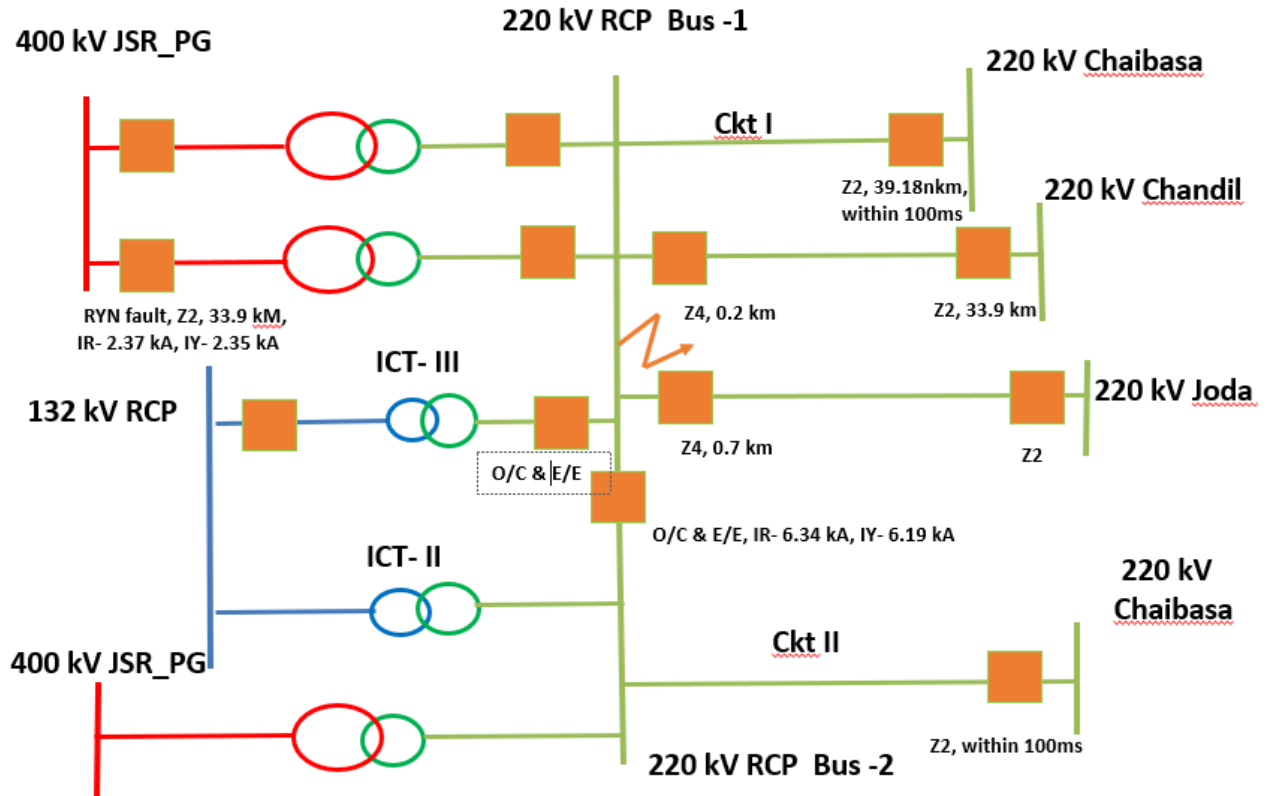 220 kV RCP Bus -1
400 kV JSR_PG
220 kV Chaibasa
Ckt I
Z2, 39.18nkm,
within 100ms
220 kV Chandil
RYN fault, Z2, 33.9 kM,
IR- 2.37 kA, IY- 2.35 kA
Z4, 0.2 km
Z2, 33.9 km
ICT- III
132 kV RCP
220 kV Joda
Z4, 0.7 km
Z2
O/C & E/E
O/C & E/E, IR- 6.34 kA, IY- 6.19 kA
ICT- II
220 kV
Chaibasa
Ckt II
400 kV JSR_PG
Z2, within 100ms
220 kV RCP Bus -2